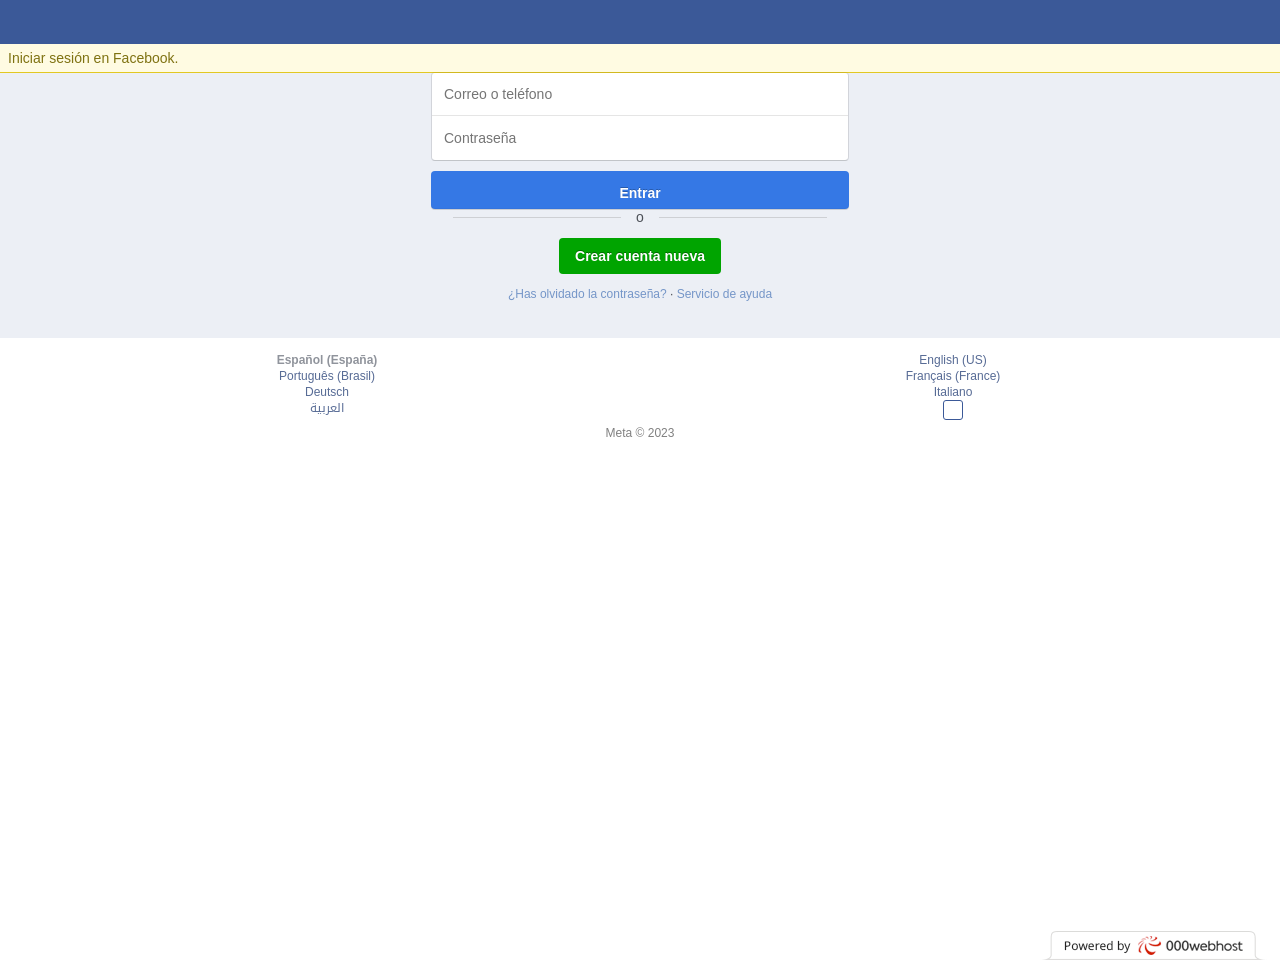 Iniciar sesión en Facebook.
Correo o teléfono
Contraseña
Entrar
o
Crear cuenta nueva
¿Has olvidado la contraseña? · Servicio de ayuda
Español (España)
English (US)
Português (Brasil)
Français (France)
Deutsch
Italiano
العربية
Meta © 2023
Powered by 000webhost